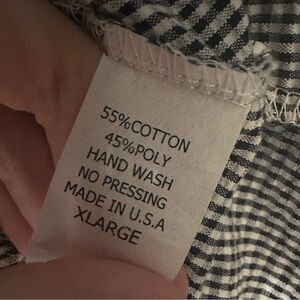 55%COTTON
45%POLY
HAND WASH
NO PRESSING
MADE IN U.S.A
XLARGE